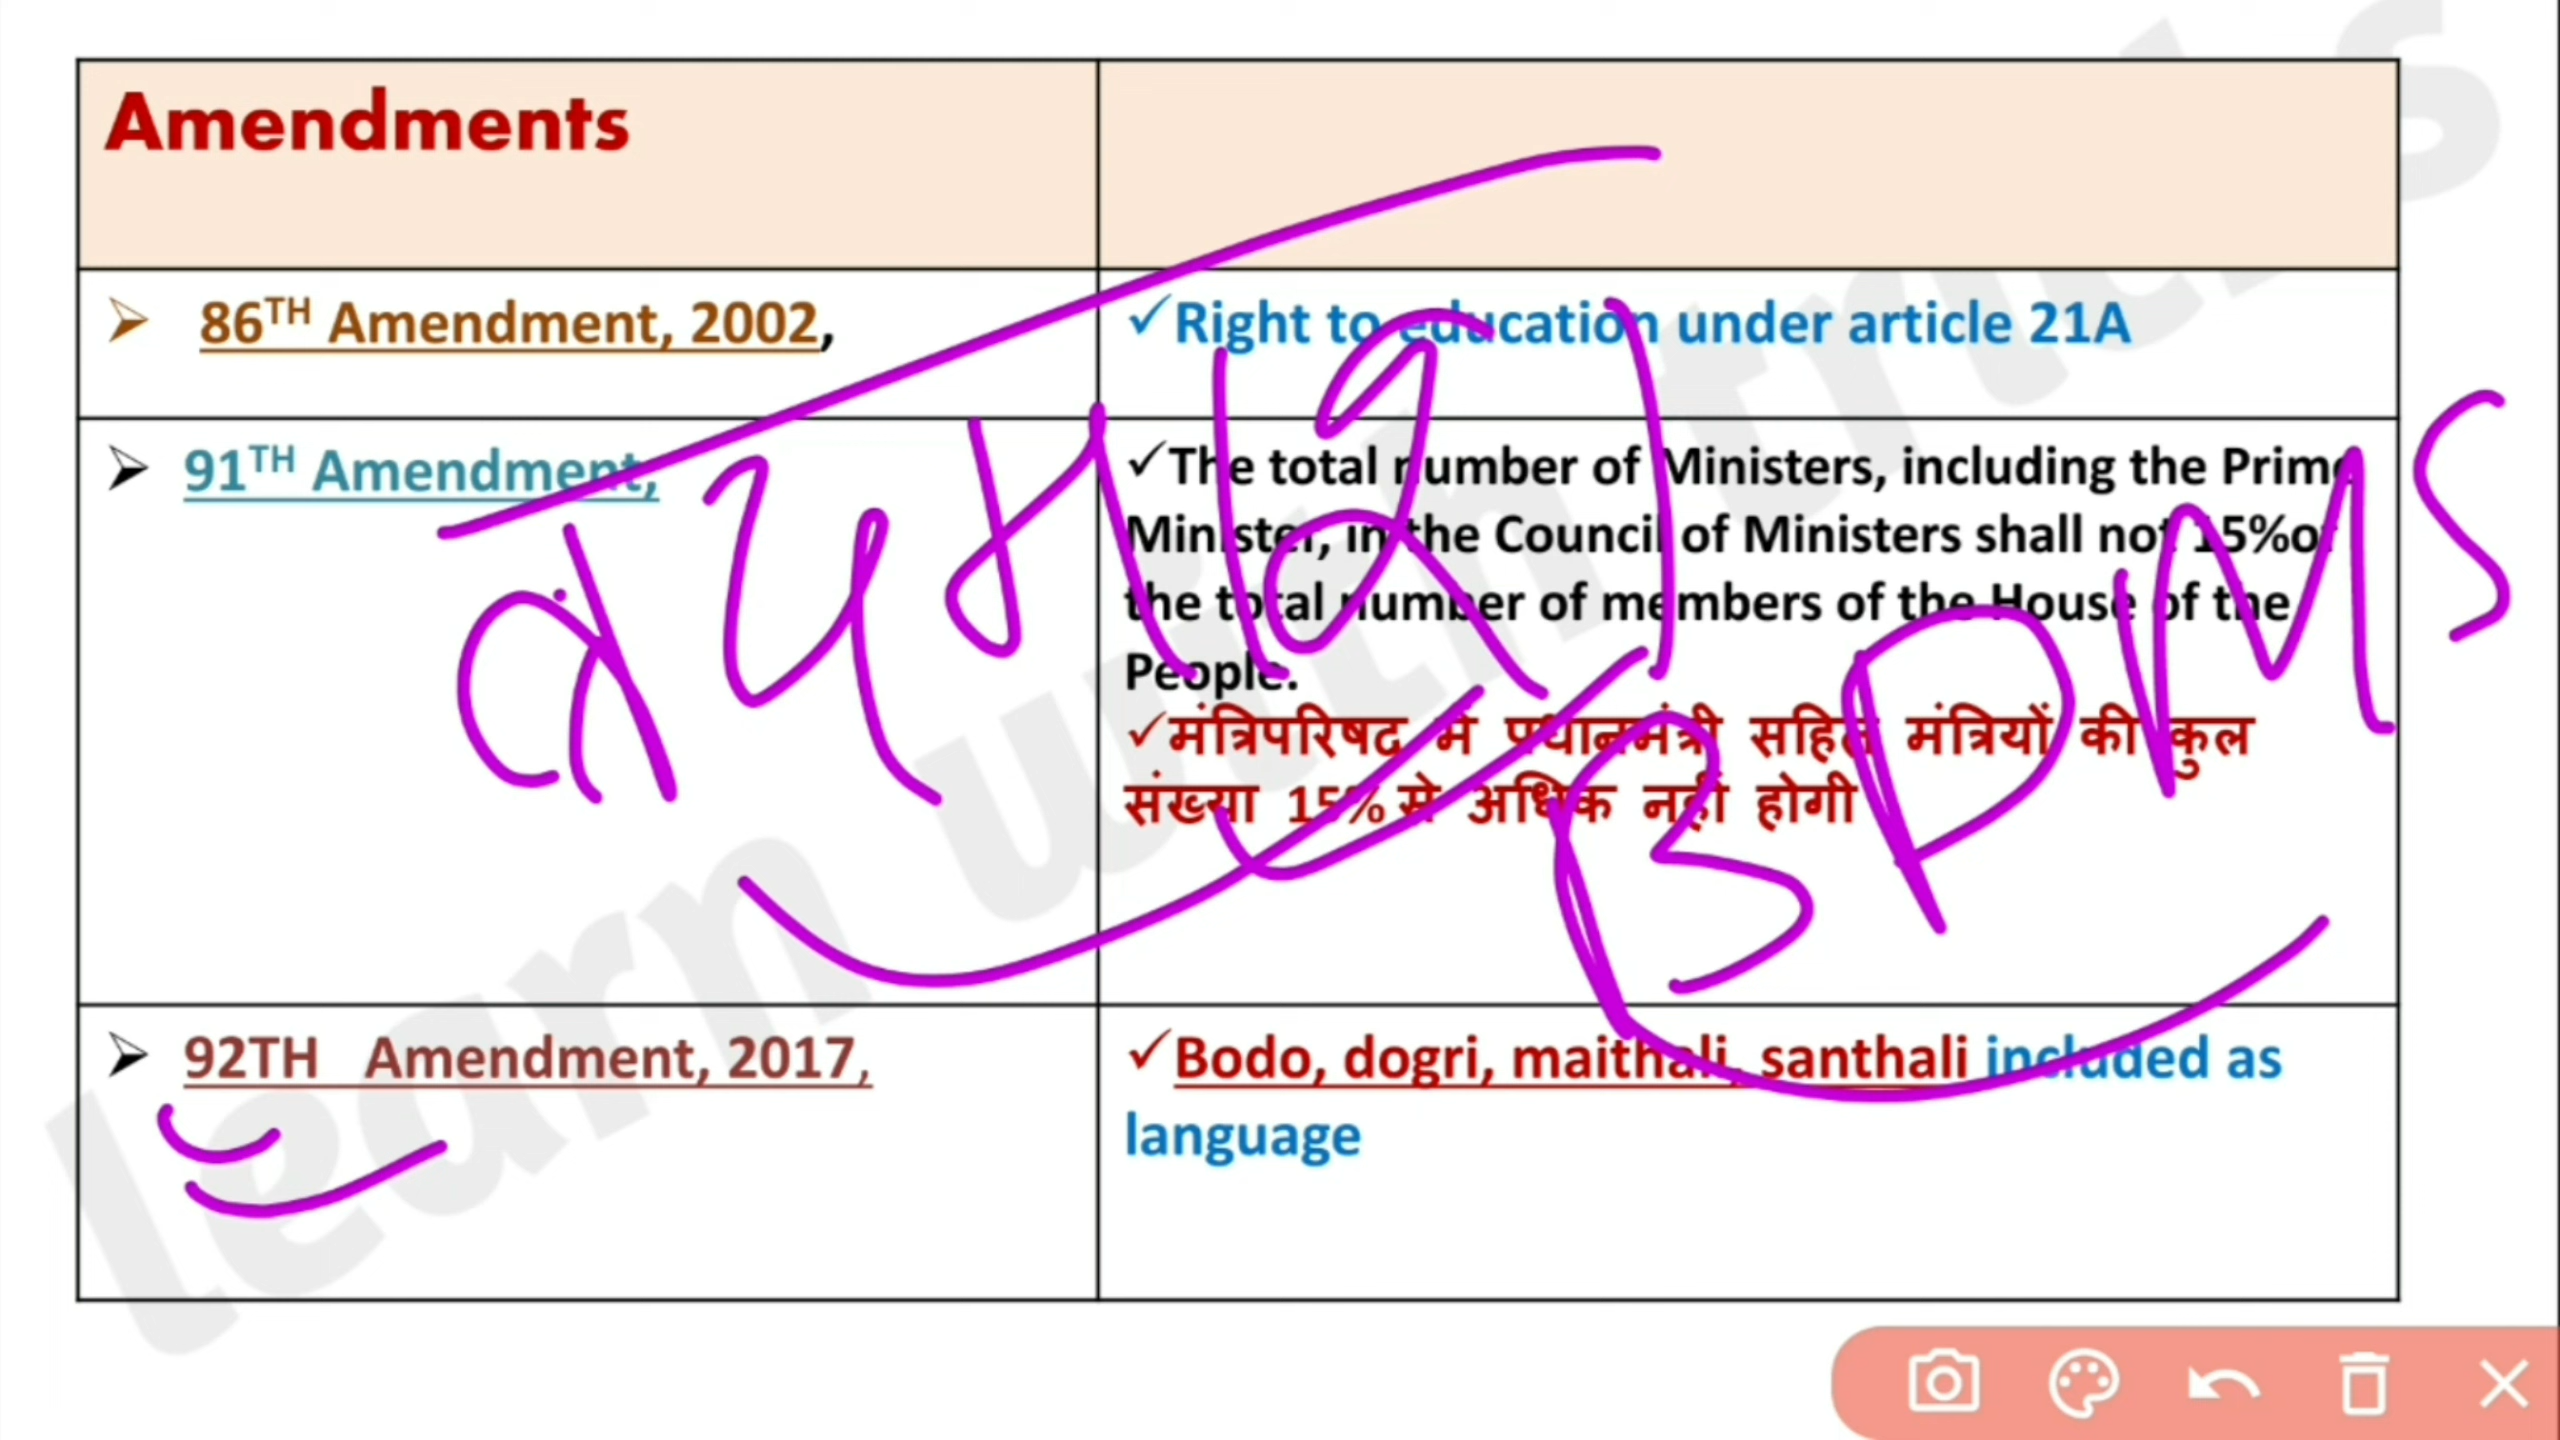 Amendments
➢ 86TH Amendment, 2002,
✓Right to education under article 21A
➢ 91TH Amendment,
✓The total number of Ministers, including the Prime
Minister, in the Council of Ministers shall not 15%of
the total number of members of the House of the
People.
✓मंत्रिपरिषद में प्रधानमंत्री सहित मंत्रियों की कुल
संख्या 15% से अधिक नहीं होगी
➢ 92TH Amendment, 2017,
✓Bodo, dogri, maithali, santhali included as
language
learn with tricks